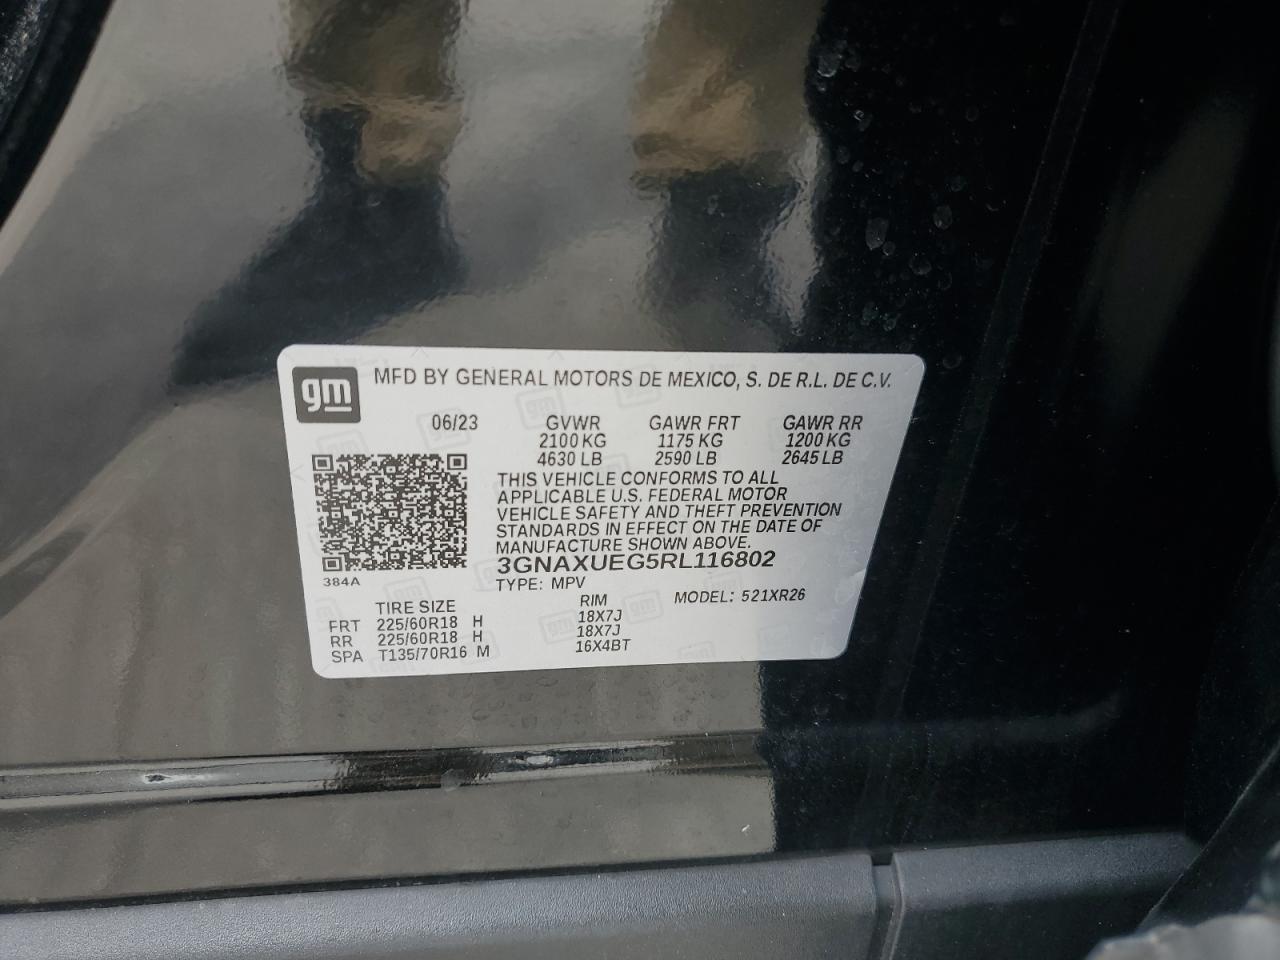 gm MFD BY GENERAL MOTORS DE MEXICO, S. DE R.L. DE C.V.
06/23 GVWR GAWR FRT GAWR RR
2100 KG 1175 KG 1200 KG
4630 LB 2590 LB 2645 LB
THIS VEHICLE CONFORMS TO ALL
APPLICABLE U.S. FEDERAL MOTOR
VEHICLE SAFETY AND THEFT PREVENTION
STANDARDS IN EFFECT ON THE DATE OF
MANUFACTURE SHOWN ABOVE.
3GNAXUEG5RL116802
384A TYPE: MPV MODEL: 521XR26
TIRE SIZE RIM
FRT 225/60R18 H 18X7J
RR 225/60R18 H 18X7J
SPA T135/70R16 M 16X4BT